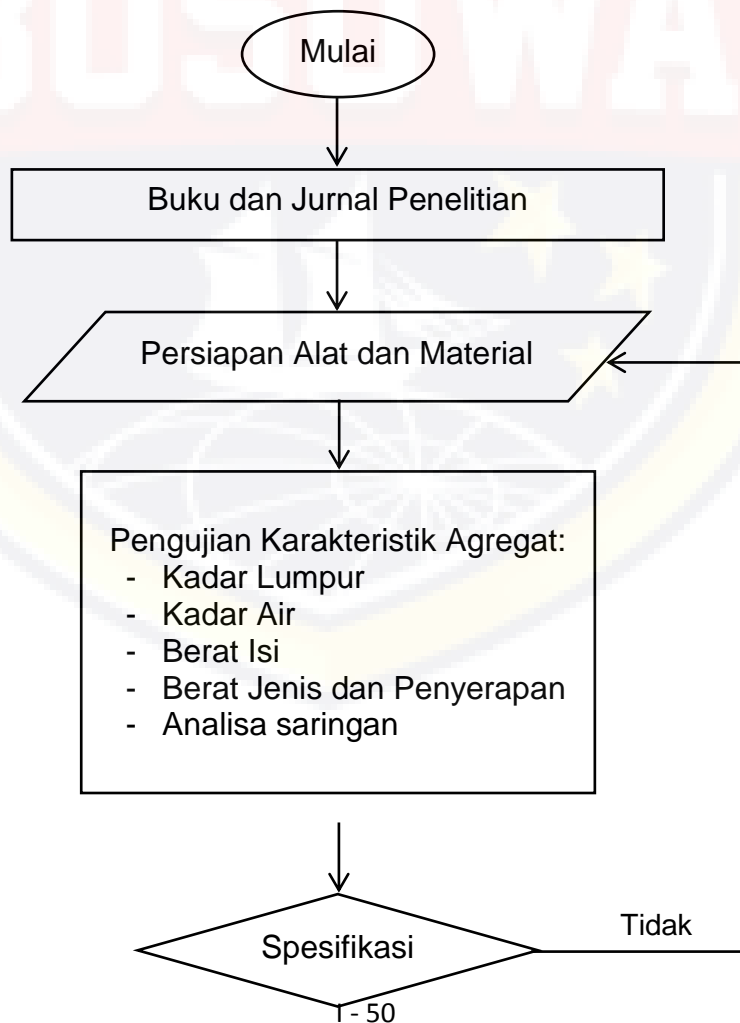 BOSOWA
Mulai
Buku dan Jurnal Penelitian
Persiapan Alat dan Material
Pengujian Karakteristik Agregat:
- Kadar Lumpur
- Kadar Air
- Berat Isi
- Berat Jenis dan Penyerapan
- Analisa saringan
Spesifikasi
Tidak
I - 50